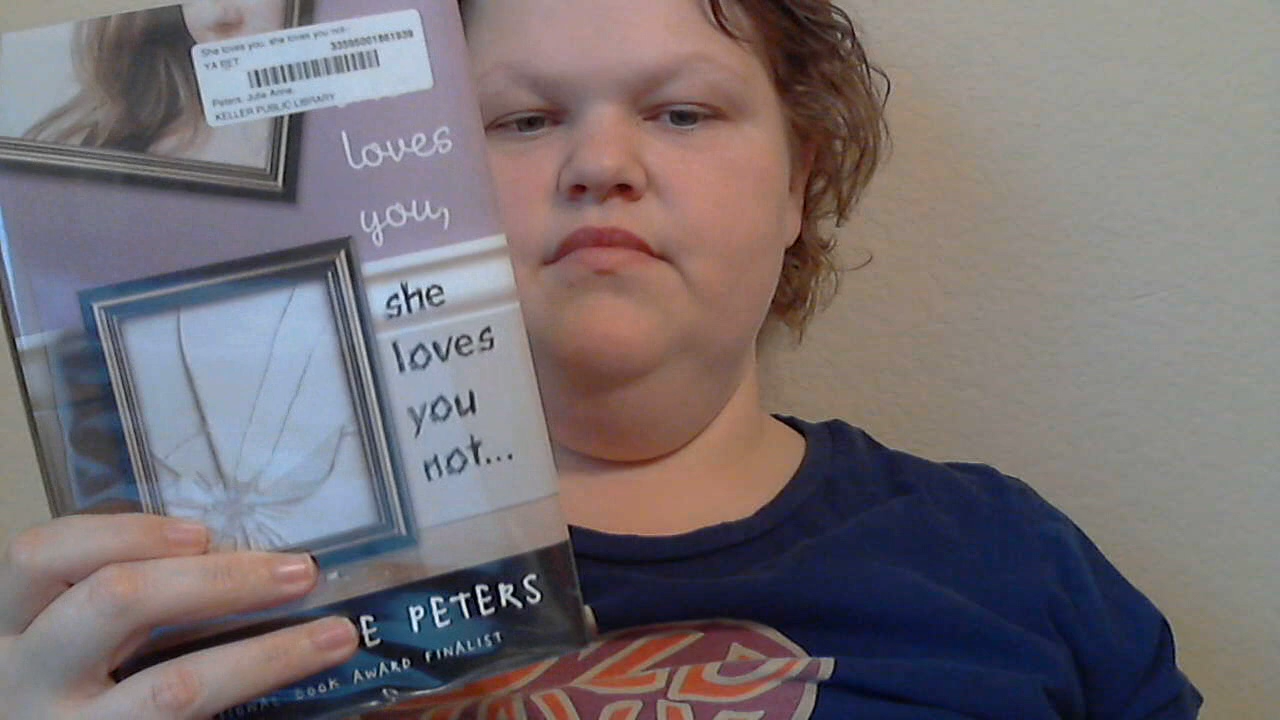 She loves you, she loves you not-
33595001861939
YA PET
Peters, Julie Anne.
KELLER PUBLIC LIBRARY
loves
you,
she
loves
you
not...
PETERS
BOOK AWARD FINALIST